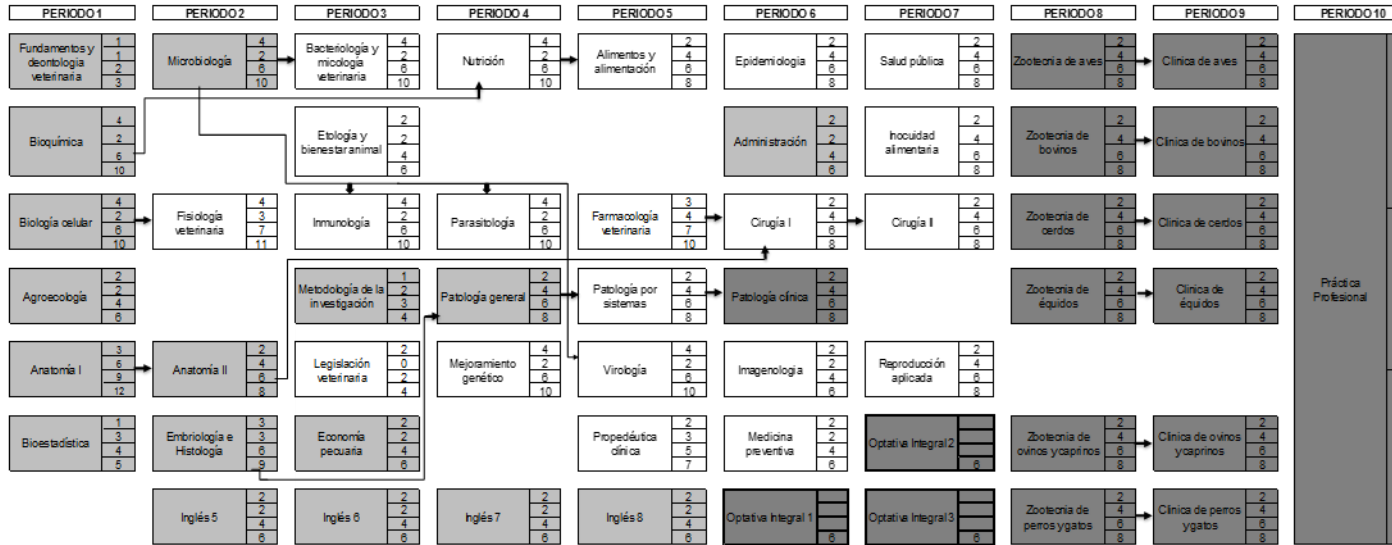 PERIODO 1
PERIODO 2
PERIODO 3
PERIODO 4
PERIODO 5
PERIODO 6
PERIODO 7
PERIODO 8
PERIODO 9
PERIODO 10
Fundamentos y
deontología
veterinaria
1
1
2
3
Microbiología
4
2
6
10
Bacteriología y
micología
veterinaria
4
2
6
10
Nutrición
4
2
6
10
Alimentos y
alimentación
2
4
6
8
Epidemiología
2
4
6
8
Salud pública
2
4
6
8
Zootecnia de aves
2
4
6
8
Clínica de aves
2
4
6
8
Bioquímica
4
2
6
10
Etología y
bienestar animal
2
2
4
6
Administración
2
2
4
6
Inocuidad
alimentaria
2
4
6
8
Zootecnia de
bovinos
2
4
6
8
Clínica de bovinos
2
4
6
8
Biología celular
4
2
6
10
Fisiología
veterinaria
4
3
7
11
Inmunología
4
2
6
10
Parasitología
4
2
6
10
Farmacología
veterinaria
3
4
7
10
Cirugía I
2
4
6
8
Cirugía II
2
4
6
8
Zootecnia de
cerdos
2
4
6
8
Clínica de cerdos
2
4
6
8
Agroecología
2
2
4
6
Metodología de la
investigación
1
2
3
4
Patología general
2
4
6
8
Patología por
sistemas
2
4
6
8
Patología clínica
2
4
6
8
Zootecnia de
équidos
2
4
6
8
Clínica de
équidos
2
4
6
8
Práctica
Profesional
Anatomía I
3
6
9
12
Anatomía II
2
4
6
8
Legislación
veterinaria
2
0
2
4
Mejoramiento
genético
4
2
6
10
Virología
4
2
6
10
Imagenología
2
2
4
6
Reproducción
aplicada
2
4
6
8
Bioestadística
1
3
4
5
Embriología e
Histología
3
3
6
9
Economía
pecuaria
2
2
4
6
Propedéutica
clínica
2
3
5
7
Medicina
preventiva
2
2
4
6
Optativa Integral 2
6
Zootecnia de
ovinos y caprinos
2
4
6
8
Clínica de ovinos
y caprinos
2
4
6
8
Inglés 5
2
2
4
6
Inglés 6
2
2
4
6
Inglés 7
2
2
4
6
Inglés 8
2
2
4
6
Optativa Integral 1
6
Optativa Integral 3
6
Zootecnia de
perros y gatos
2
4
6
8
Clínica de perros
y gatos
2
4
6
8